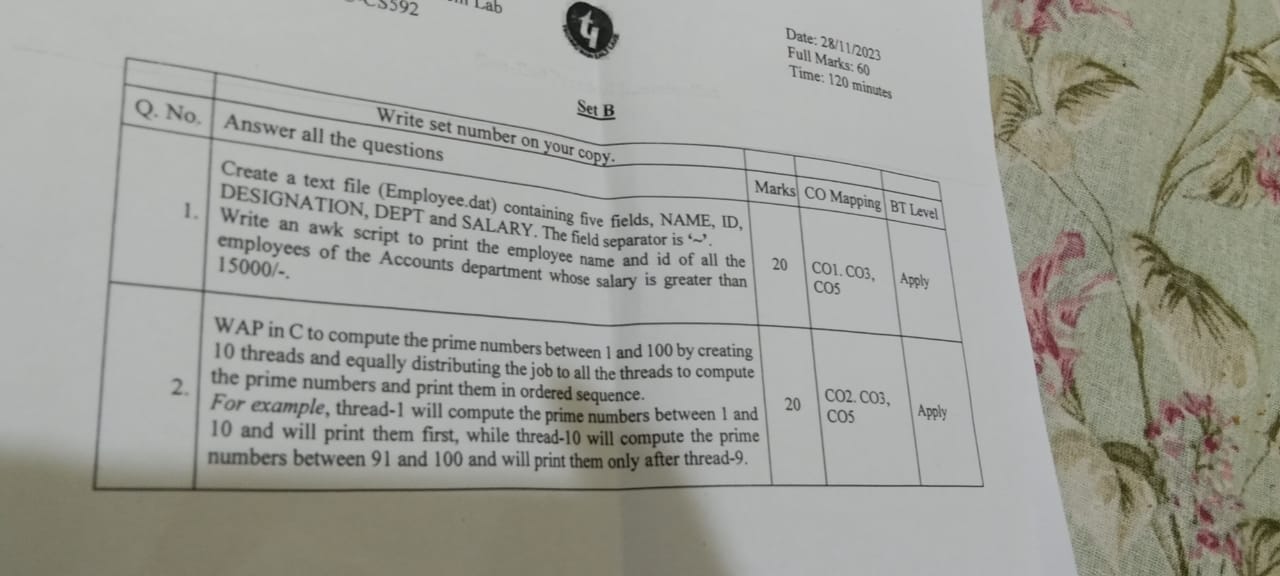 CS592
Lab
Date: 28/11/2023
Full Marks: 60
Time: 120 minutes
Set B
Write set number on your copy.
Q. No. Answer all the questions Marks CO Mapping BT Level
1. Create a text file (Employee.dat) containing five fields, NAME, ID,
DESIGNATION, DEPT and SALARY. The field separator is ‘~’.
Write an awk script to print the employee name and id of all the
employees of the Accounts department whose salary is greater than
15000/-.
20
CO1. CO3,
CO5
Apply
2. WAP in C to compute the prime numbers between 1 and 100 by creating
10 threads and equally distributing the job to all the threads to compute
the prime numbers and print them in ordered sequence.
For example, thread-1 will compute the prime numbers between 1 and
10 and will print them first, while thread-10 will compute the prime
numbers between 91 and 100 and will print them only after thread-9.
20
CO2. CO3,
CO5
Apply